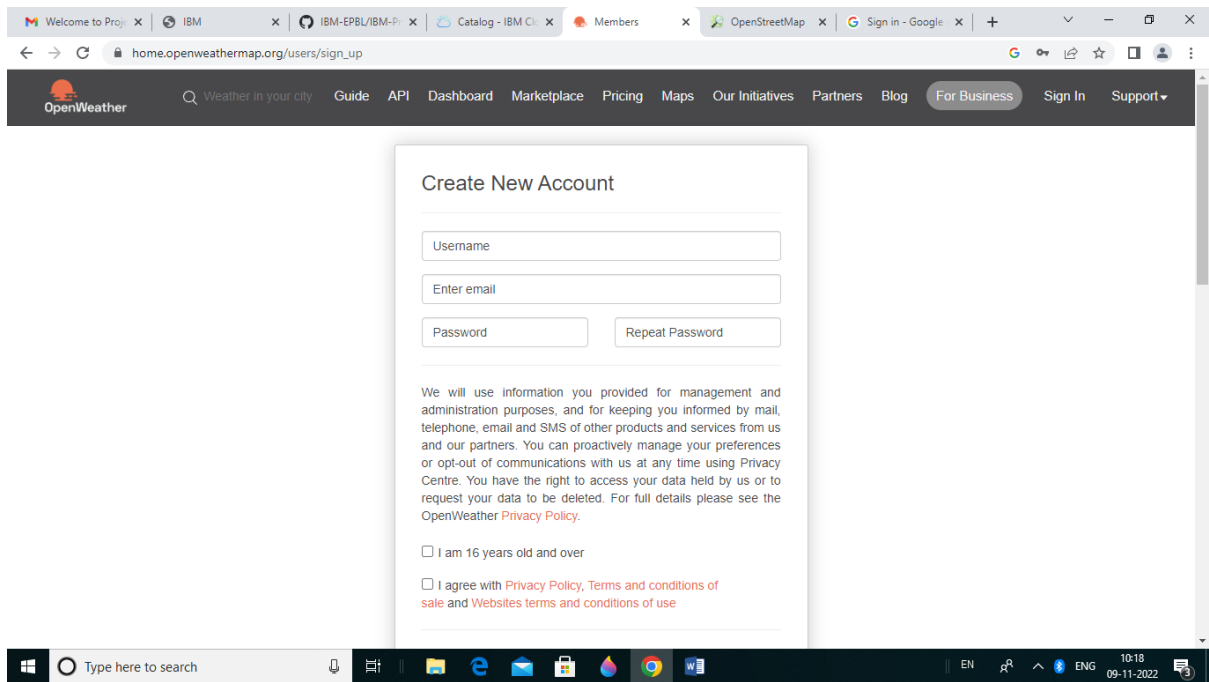 Welcome to Proje
IBM
IBM-EPBL/IBM-Pr
Catalog - IBM Clo
Members
OpenStreetMap
Sign in - Google
home.openweathermap.org/users/sign_up
OpenWeather
Weather in your city
Guide
API
Dashboard
Marketplace
Pricing
Maps
Our Initiatives
Partners
Blog
For Business
Sign In
Support
Create New Account
Username
Enter email
Password
Repeat Password
We will use information you provided for management and
administration purposes, and for keeping you informed by mail,
telephone, email and SMS of other products and services from us
and our partners. You can proactively manage your preferences
or opt-out of communications with us at any time using Privacy
Centre. You have the right to access your data held by us or to
request your data to be deleted. For full details please see the
OpenWeather Privacy Policy.
I am 16 years old and over
I agree with Privacy Policy, Terms and conditions of
sale and Websites terms and conditions of use
Type here to search
EN
ENG
10:18
09-11-2022
3